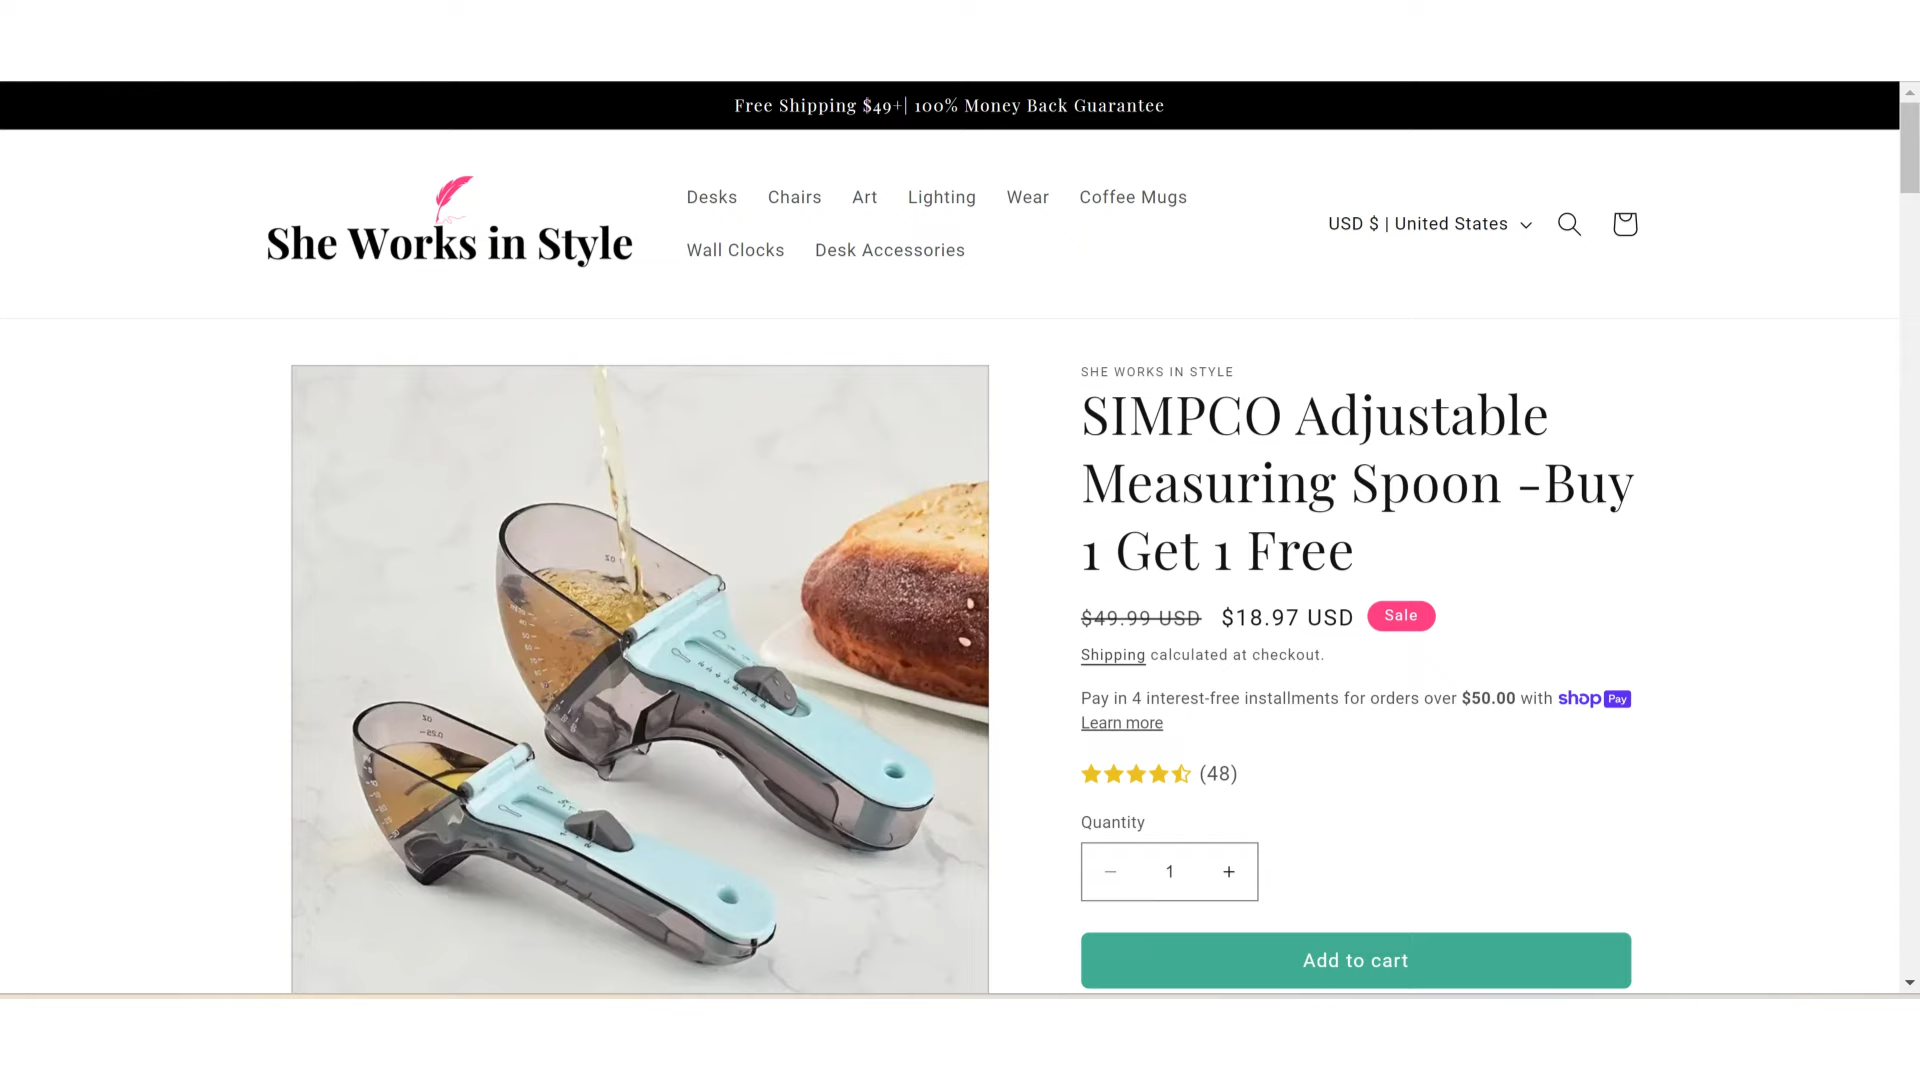 Free Shipping $49+| 100% Money Back Guarantee
She Works in Style
Desks Chairs Art Lighting Wear Coffee Mugs
Wall Clocks Desk Accessories
USD $ | United States
SHE WORKS IN STYLE
SIMPCO Adjustable
Measuring Spoon -Buy
1 Get 1 Free
$49.99 USD $18.97 USD Sale
Shipping calculated at checkout.
Pay in 4 interest-free installments for orders over $50.00 with shop Pay
Learn more
(48)
Quantity
− 1 +
Add to cart